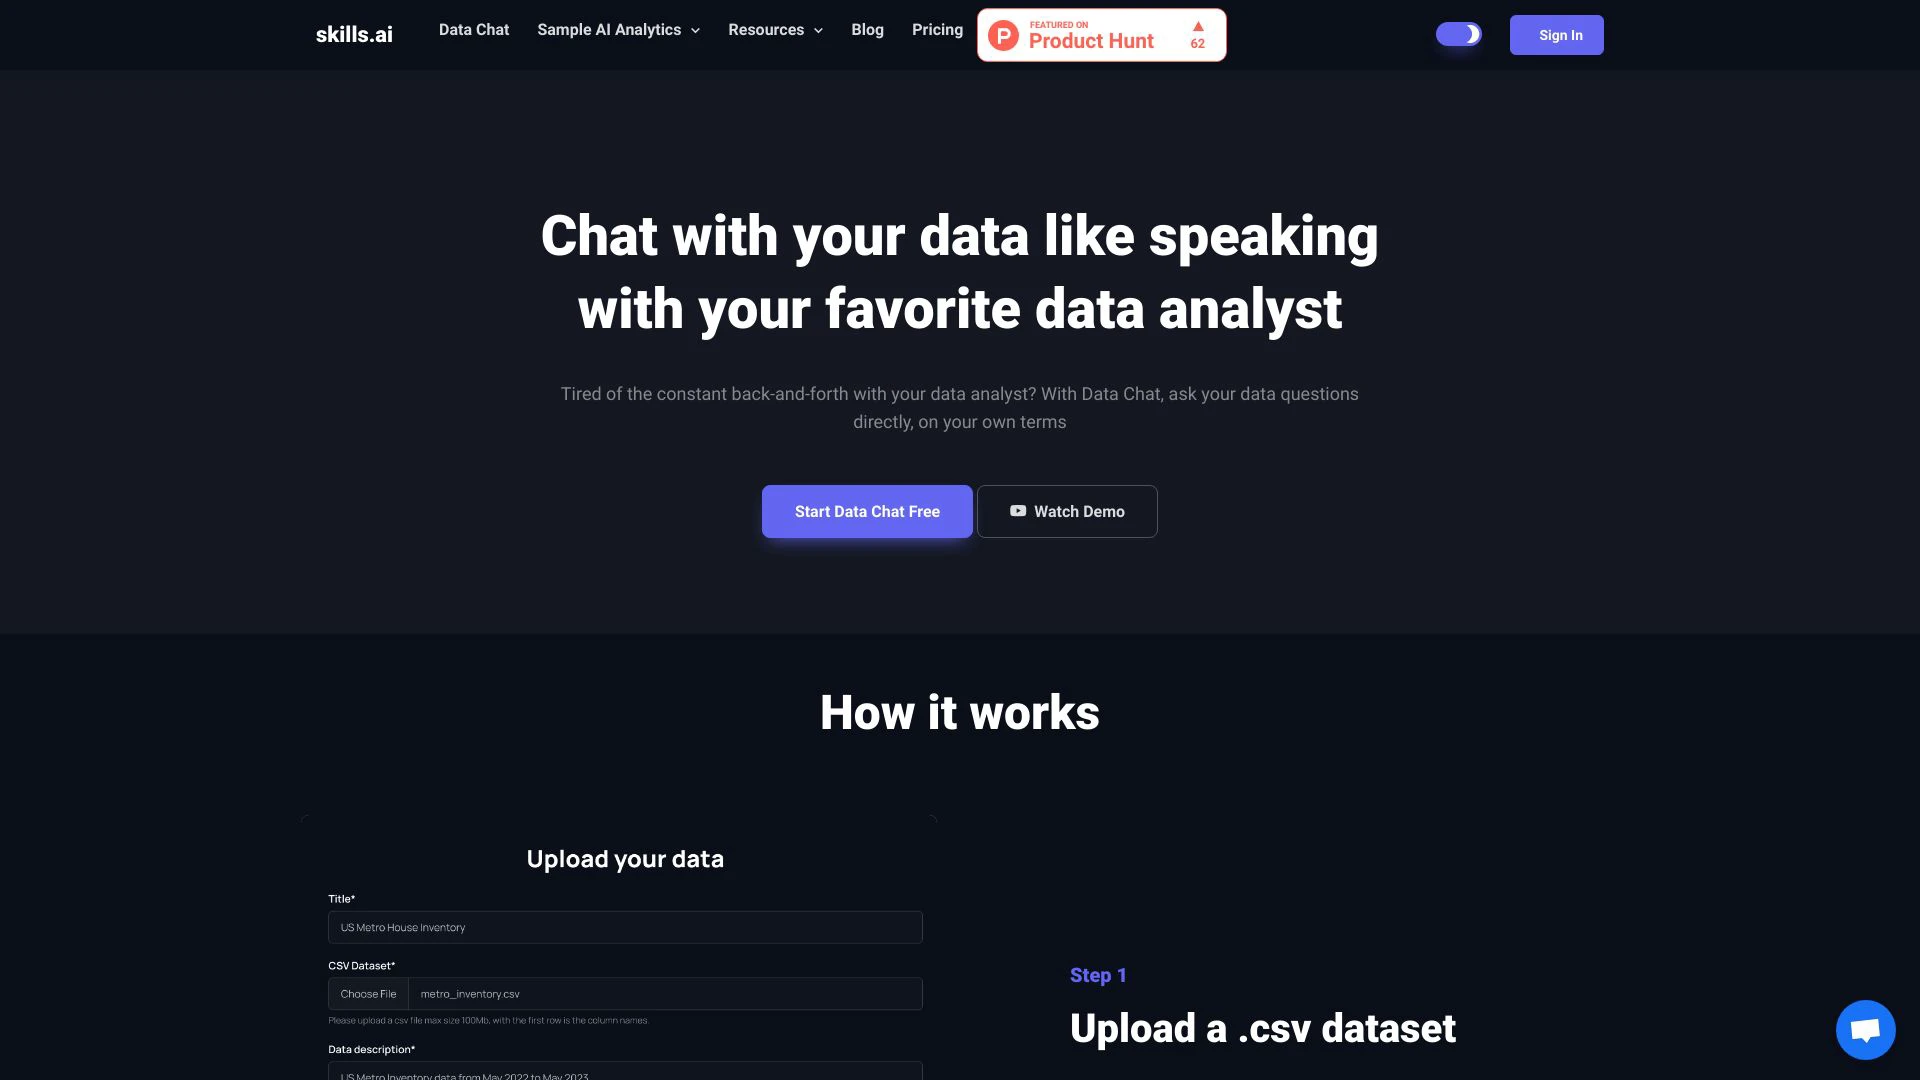 skills.ai
Data Chat
Sample AI Analytics
Resources
Blog
Pricing
FEATURED ON
Product Hunt
62
Sign In
Chat with your data like speaking
with your favorite data analyst
Tired of the constant back-and-forth with your data analyst? With Data Chat, ask your data questions
directly, on your own terms
Start Data Chat Free
Watch Demo
How it works
Upload your data
Title*
US Metro House Inventory
CSV Dataset*
Choose File
metro_inventory.csv
Please upload a csv file max size 100Mb, with the first row is the column names.
Data description*
US Metro Inventory data from May 2022 to May 2023
Step 1
Upload a .csv dataset